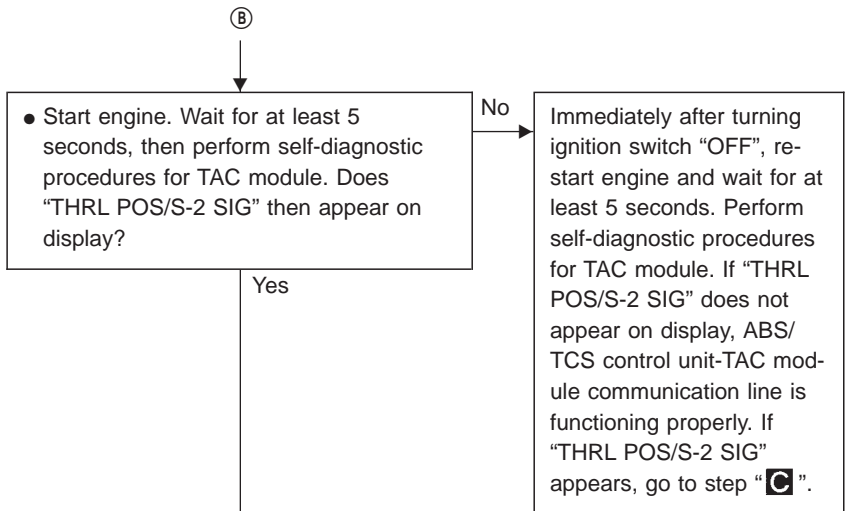 Ⓑ
● Start engine. Wait for at least 5
seconds, then perform self-diagnostic
procedures for TAC module. Does
“THRL POS/S-2 SIG” then appear on
display?
No
Immediately after turning
ignition switch “OFF”, re-
start engine and wait for at
least 5 seconds. Perform
self-diagnostic procedures
for TAC module. If “THRL
POS/S-2 SIG” does not
appear on display, ABS/
TCS control unit-TAC mod-
ule communication line is
functioning properly. If
“THRL POS/S-2 SIG”
appears, go to step “ C ”.
Yes